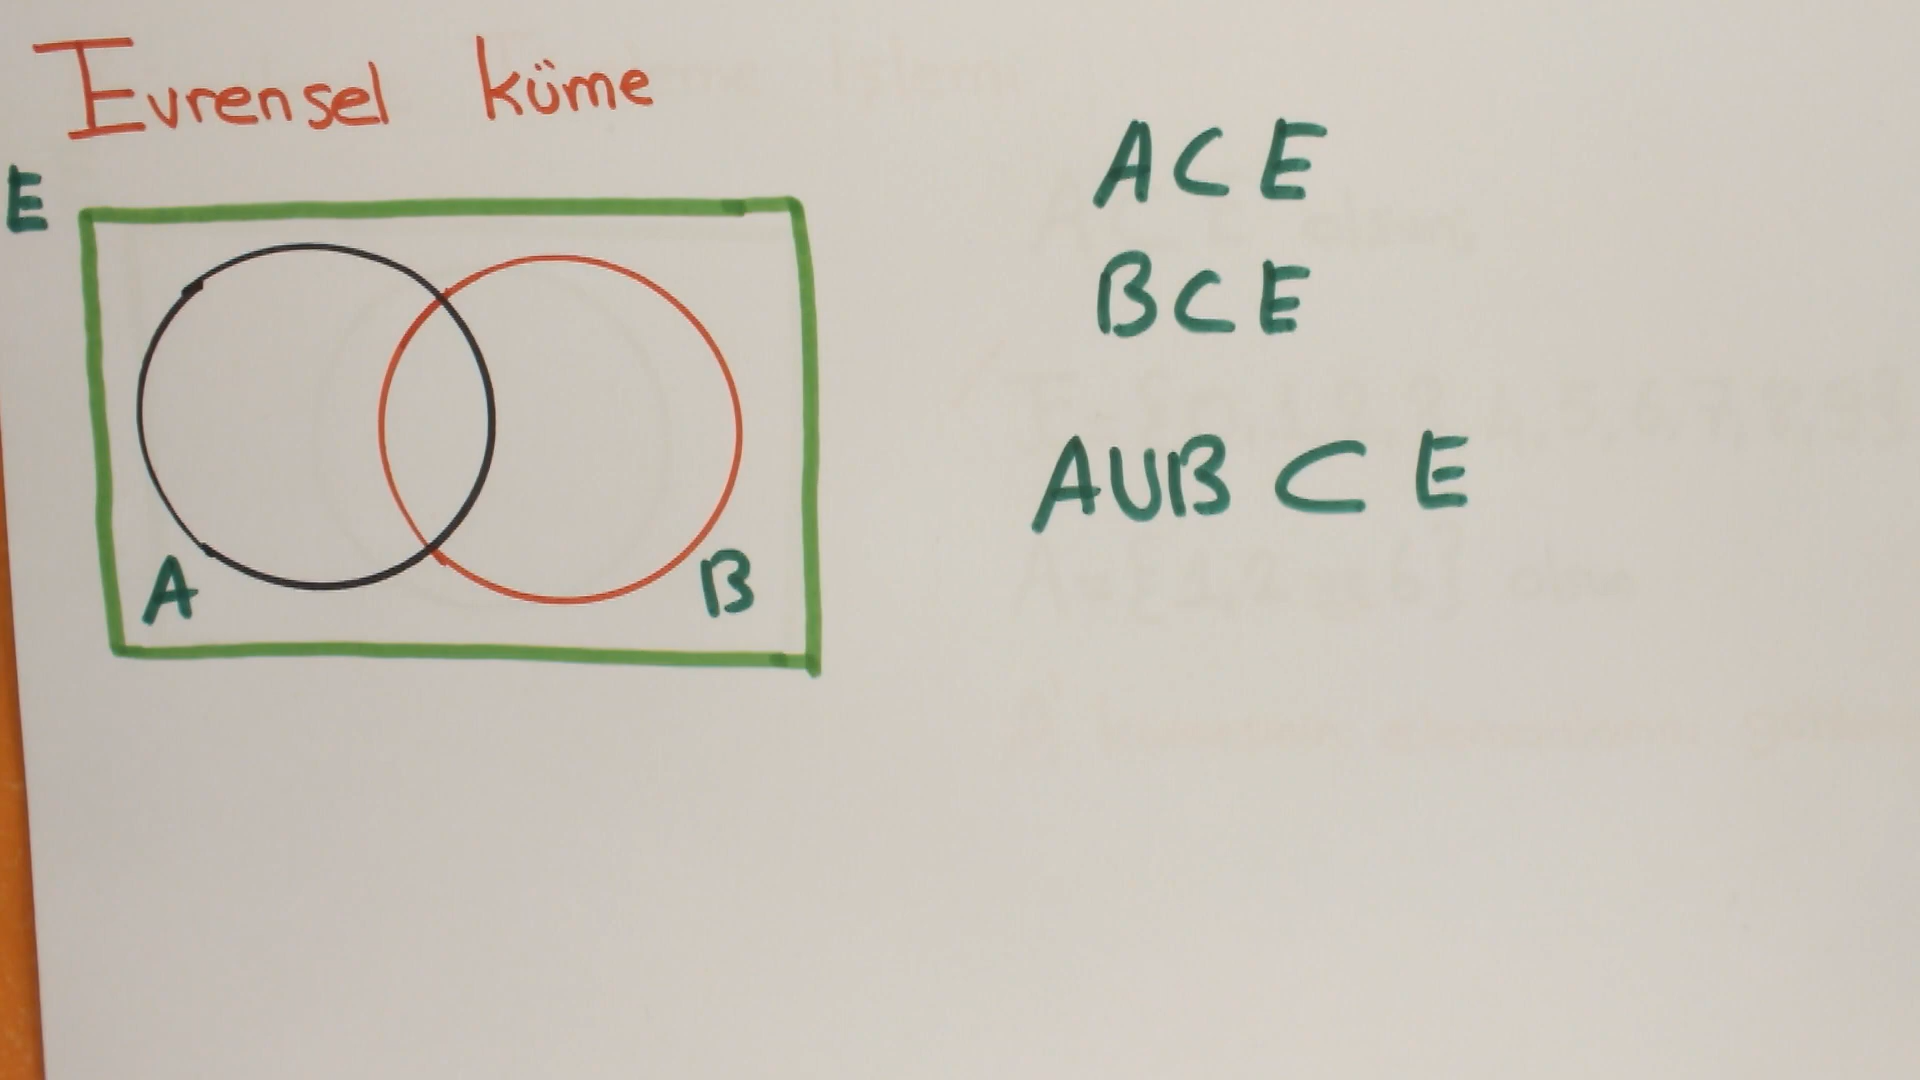 Evrensel küme
E
A ⊂ E
B ⊂ E
A∪B ⊂ E
A
B